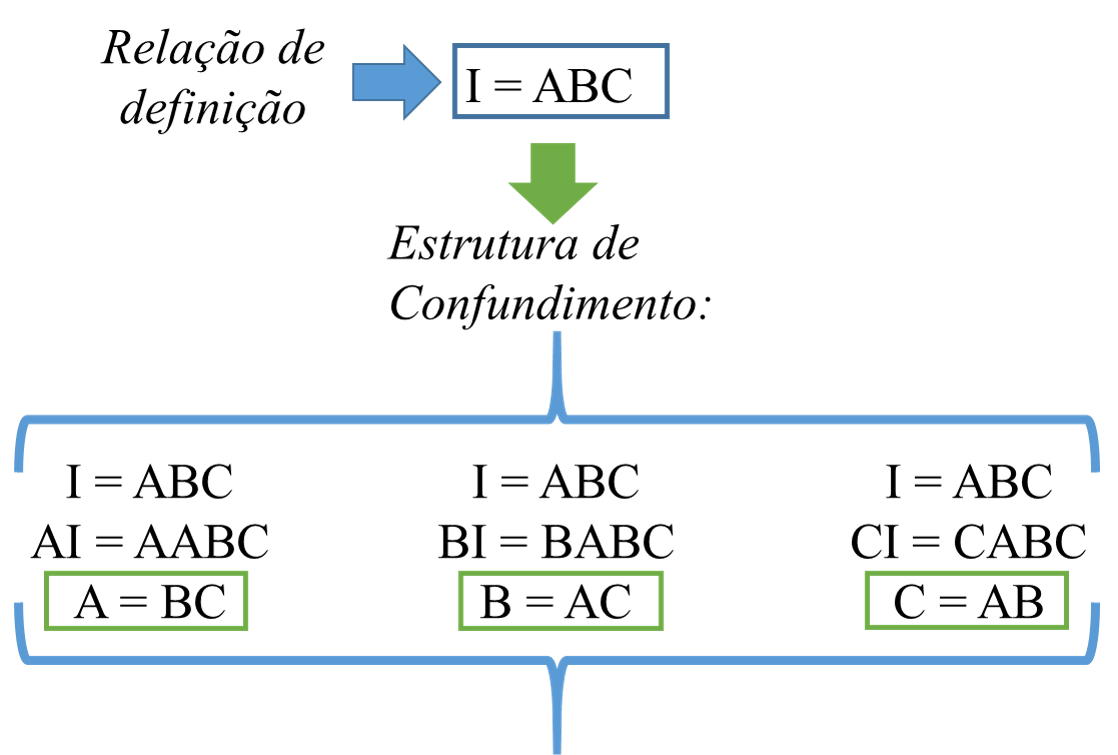 Relação de
definição
I = ABC
Estrutura de
Confundimento:
I = ABC
AI = AABC
A = BC
I = ABC
BI = BABC
B = AC
I = ABC
CI = CABC
C = AB